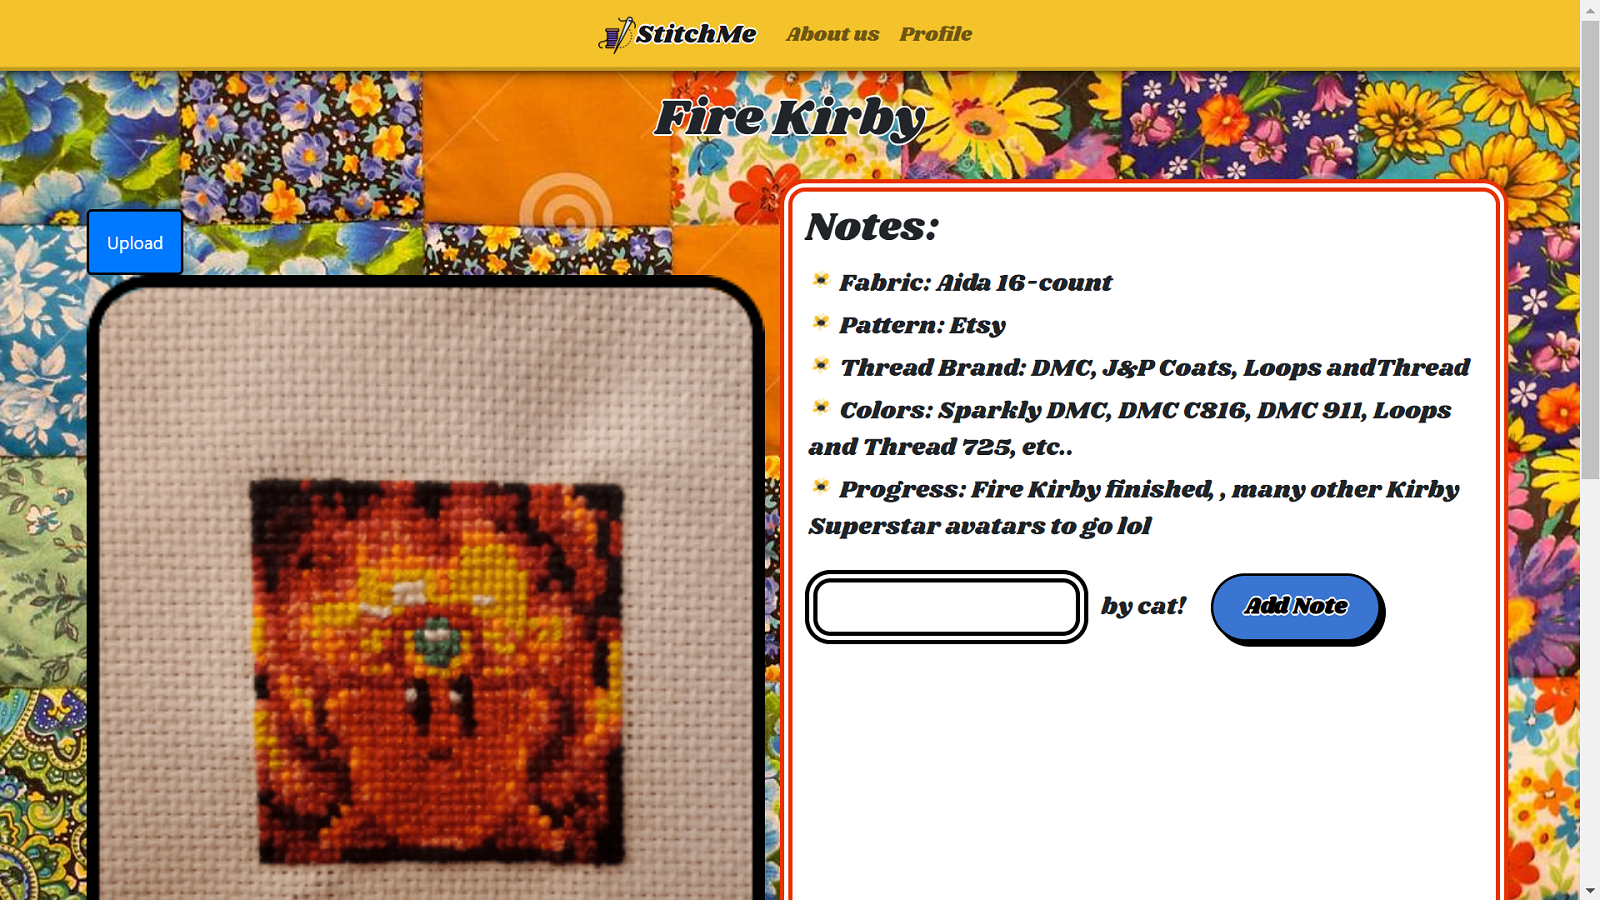 StitchMe About us Profile
Fire Kirby
Upload
Notes:
Fabric: Aida 16-count
Pattern: Etsy
Thread Brand: DMC, J&P Coats, Loops andThread
Colors: Sparkly DMC, DMC C816, DMC 911, Loops
and Thread 725, etc..
Progress: Fire Kirby finished, , many other Kirby
Superstar avatars to go lol
by cat! Add Note